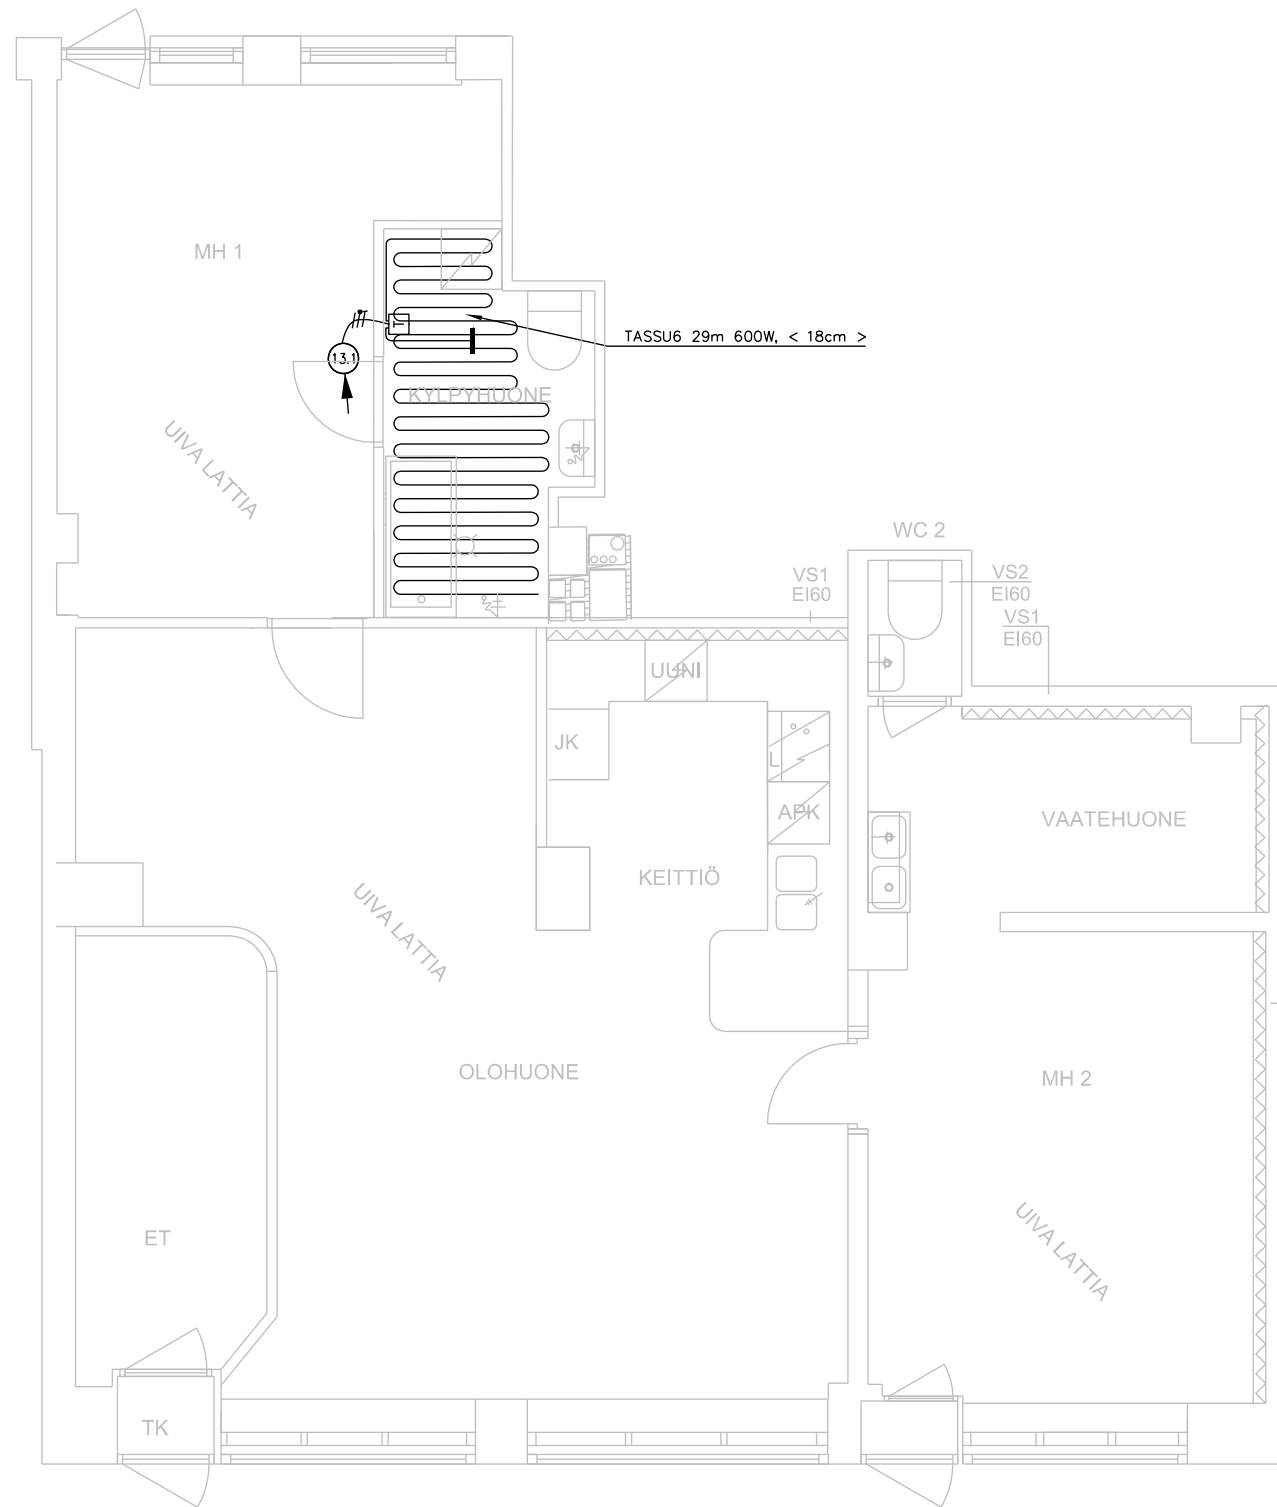 MH 1
TASSU6 29m 600W, < 18cm >
T
13.1
KYLPYHUONE
UIVA LATTIA
WC 2
VS1
EI60
VS2
EI60
VS1
EI60
UUNI
JK
L
APK
VAATEHUONE
KEITTIÖ
UIVA LATTIA
OLOHUONE
MH 2
ET
UIVA LATTIA
TK